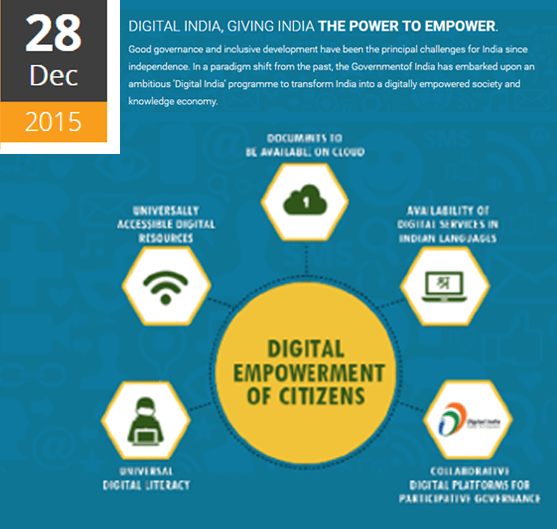 28
Dec
2015
DIGITAL INDIA, GIVING INDIA THE POWER TO EMPOWER.
Good governance and inclusive development have been the principal challenges for India since
independence. In a paradigm shift from the past, the Governmentof India has embarked upon an
ambitious 'Digital India' programme to transform India into a digitally empowered society and
knowledge economy.
DOCUMENTS TO
BE AVAILABLE ON CLOUD
UNIVERSALLY
ACCESSIBLE DIGITAL
RESOURCES
AVAILABILITY OF
DIGITAL SERVICES IN
INDIAN LANGUAGES
DIGITAL
EMPOWERMENT
OF CITIZENS
Digital India
UNIVERSAL
DIGITAL LITERACY
COLLABORATIVE
DIGITAL PLATFORMS FOR
PARTICIPATIVE GOVERNANCE